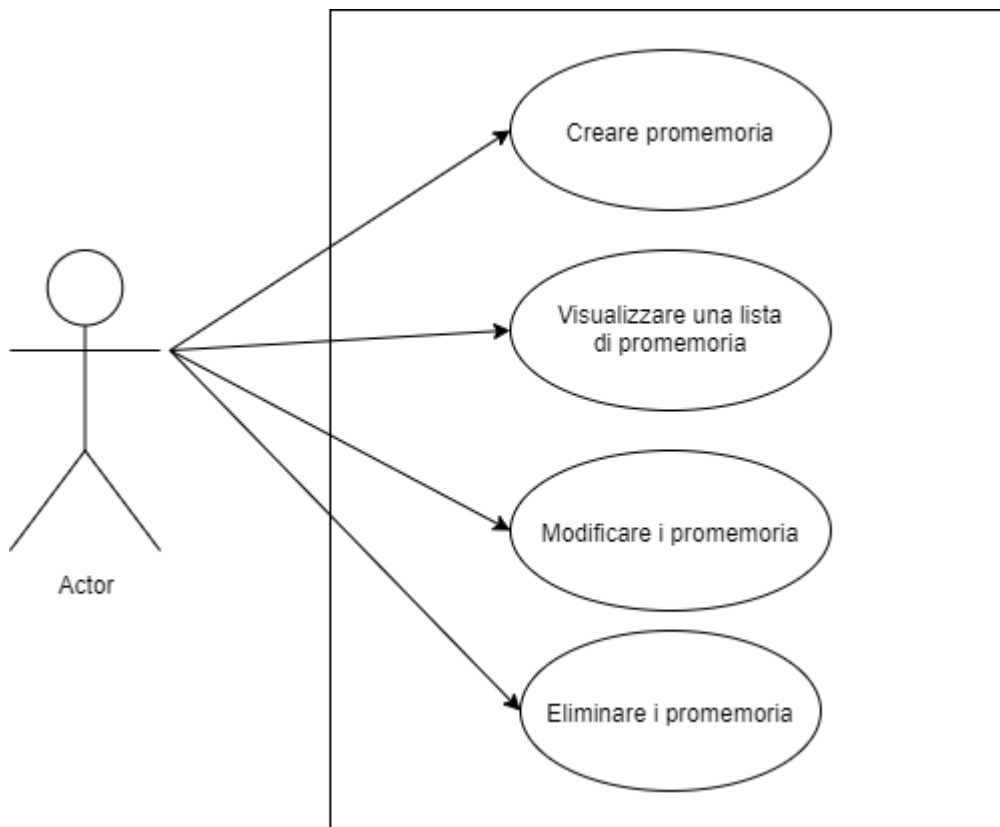 Creare promemoria
Visualizzare una lista
di promemoria
Modificare i promemoria
Actor
Eliminare i promemoria